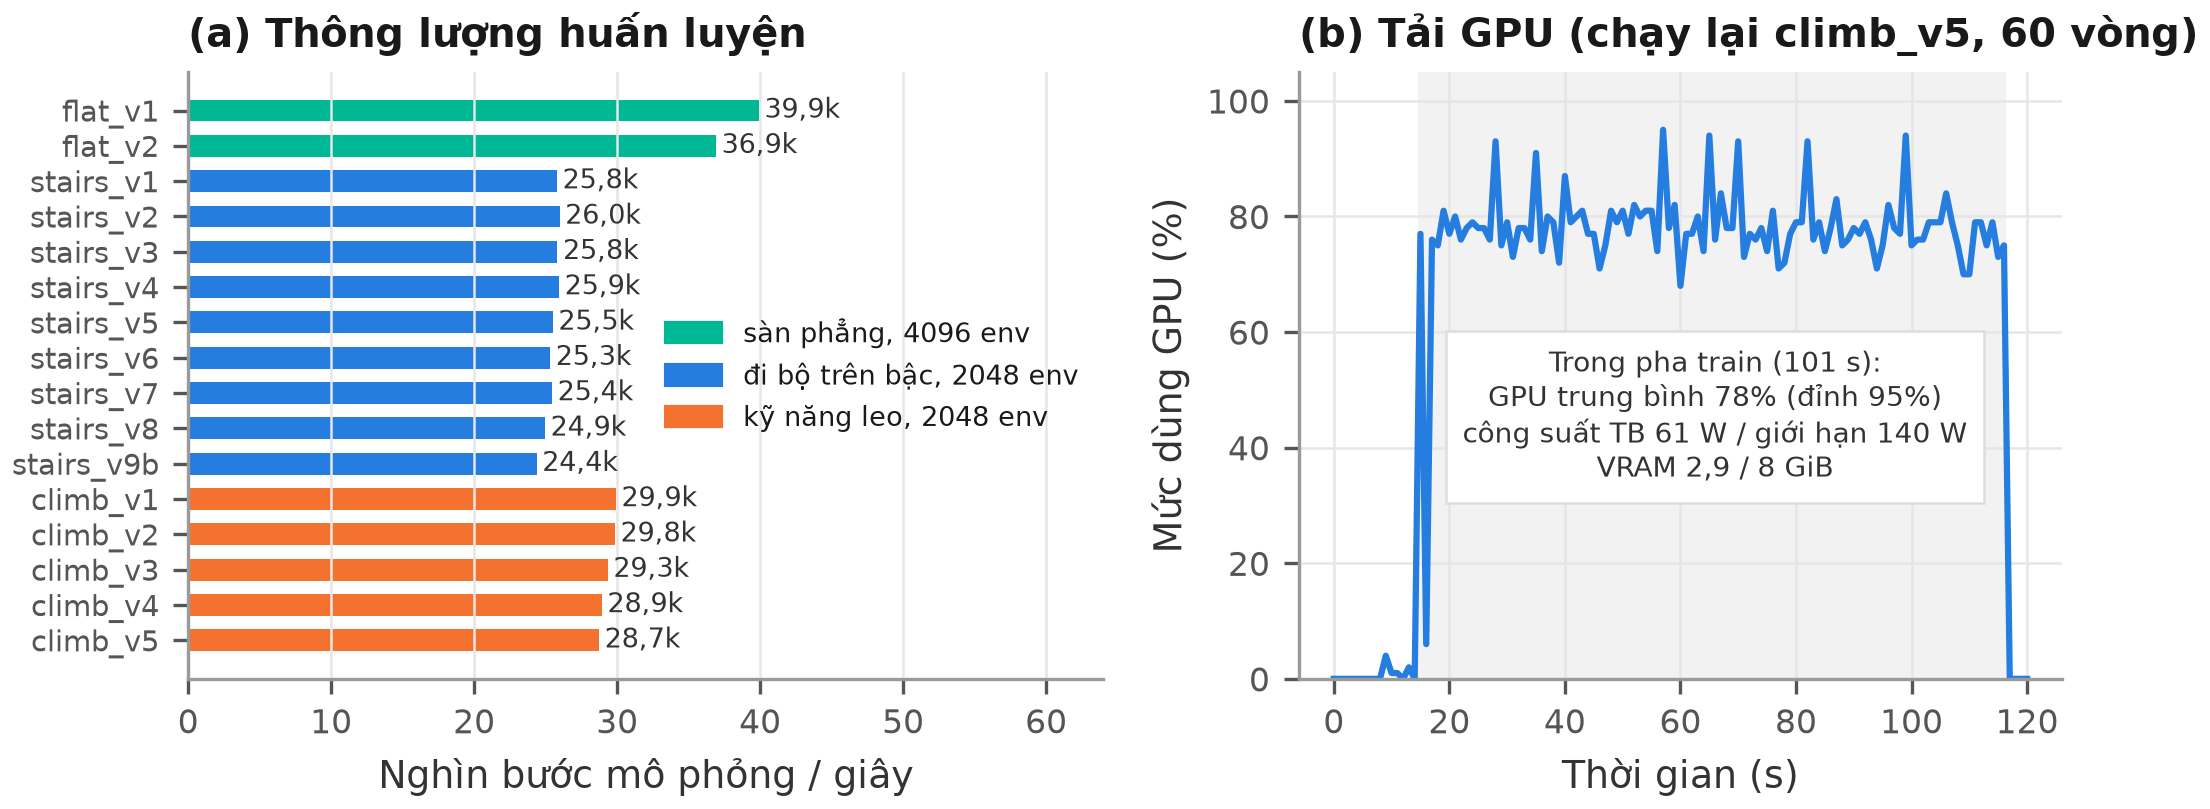 (a) Thông lượng huấn luyện
flat_v1
39,9k
flat_v2
36,9k
stairs_v1
25,8k
stairs_v2
26,0k
stairs_v3
25,8k
stairs_v4
25,9k
stairs_v5
25,5k
stairs_v6
25,3k
stairs_v7
25,4k
stairs_v8
24,9k
stairs_v9b
24,4k
climb_v1
29,9k
climb_v2
29,8k
climb_v3
29,3k
climb_v4
28,9k
climb_v5
28,7k
sàn phẳng, 4096 env
đi bộ trên bậc, 2048 env
kỹ năng leo, 2048 env
0 10 20 30 40 50 60
Nghìn bước mô phỏng / giây
(b) Tải GPU (chạy lại climb_v5, 60 vòng)
Mức dùng GPU (%)
100
80
60
40
20
0
Trong pha train (101 s):
GPU trung bình 78% (đỉnh 95%)
công suất TB 61 W / giới hạn 140 W
VRAM 2,9 / 8 GiB
0 20 40 60 80 100 120
Thời gian (s)